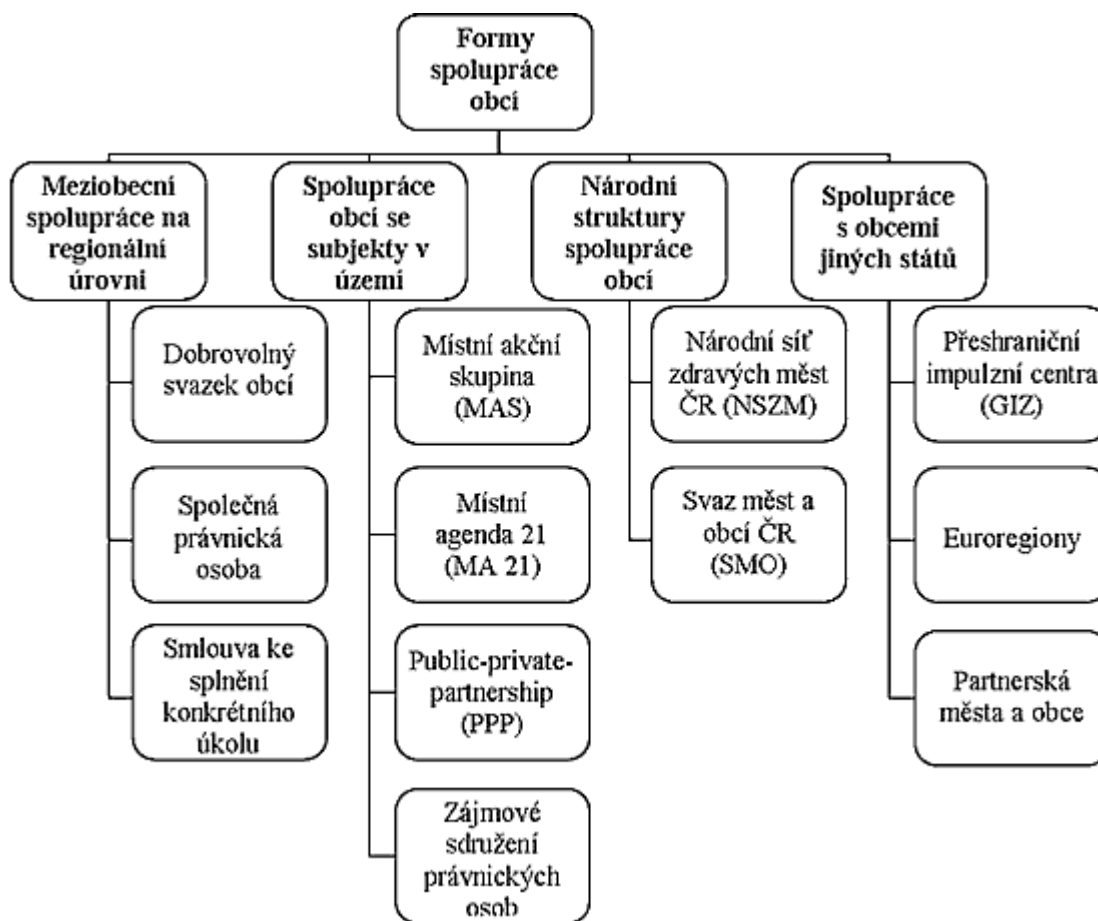 Formy
spolupráce
obcí
Meziobecní
spolupráce na
regionální
úrovni
Dobrovolný
svazek obcí
Společná
právnická
osoba
Smlouva ke
splnění
konkrétního
úkolu
Spolupráce
obcí se
subjekty v
území
Místní akční
skupina
(MAS)
Místní
agenda 21
(MA 21)
Public-private-
partnership
(PPP)
Zájmové
sdružení
právnických
osob
Národní
struktury
spolupráce
obcí
Národní síť
zdravých měst
ČR (NSZM)
Svaz měst a
obcí ČR
(SMO)
Spolupráce
s obcemi
jiných států
Přeshraniční
impulzní centra
(GIZ)
Euroregiony
Partnerská
města a obce